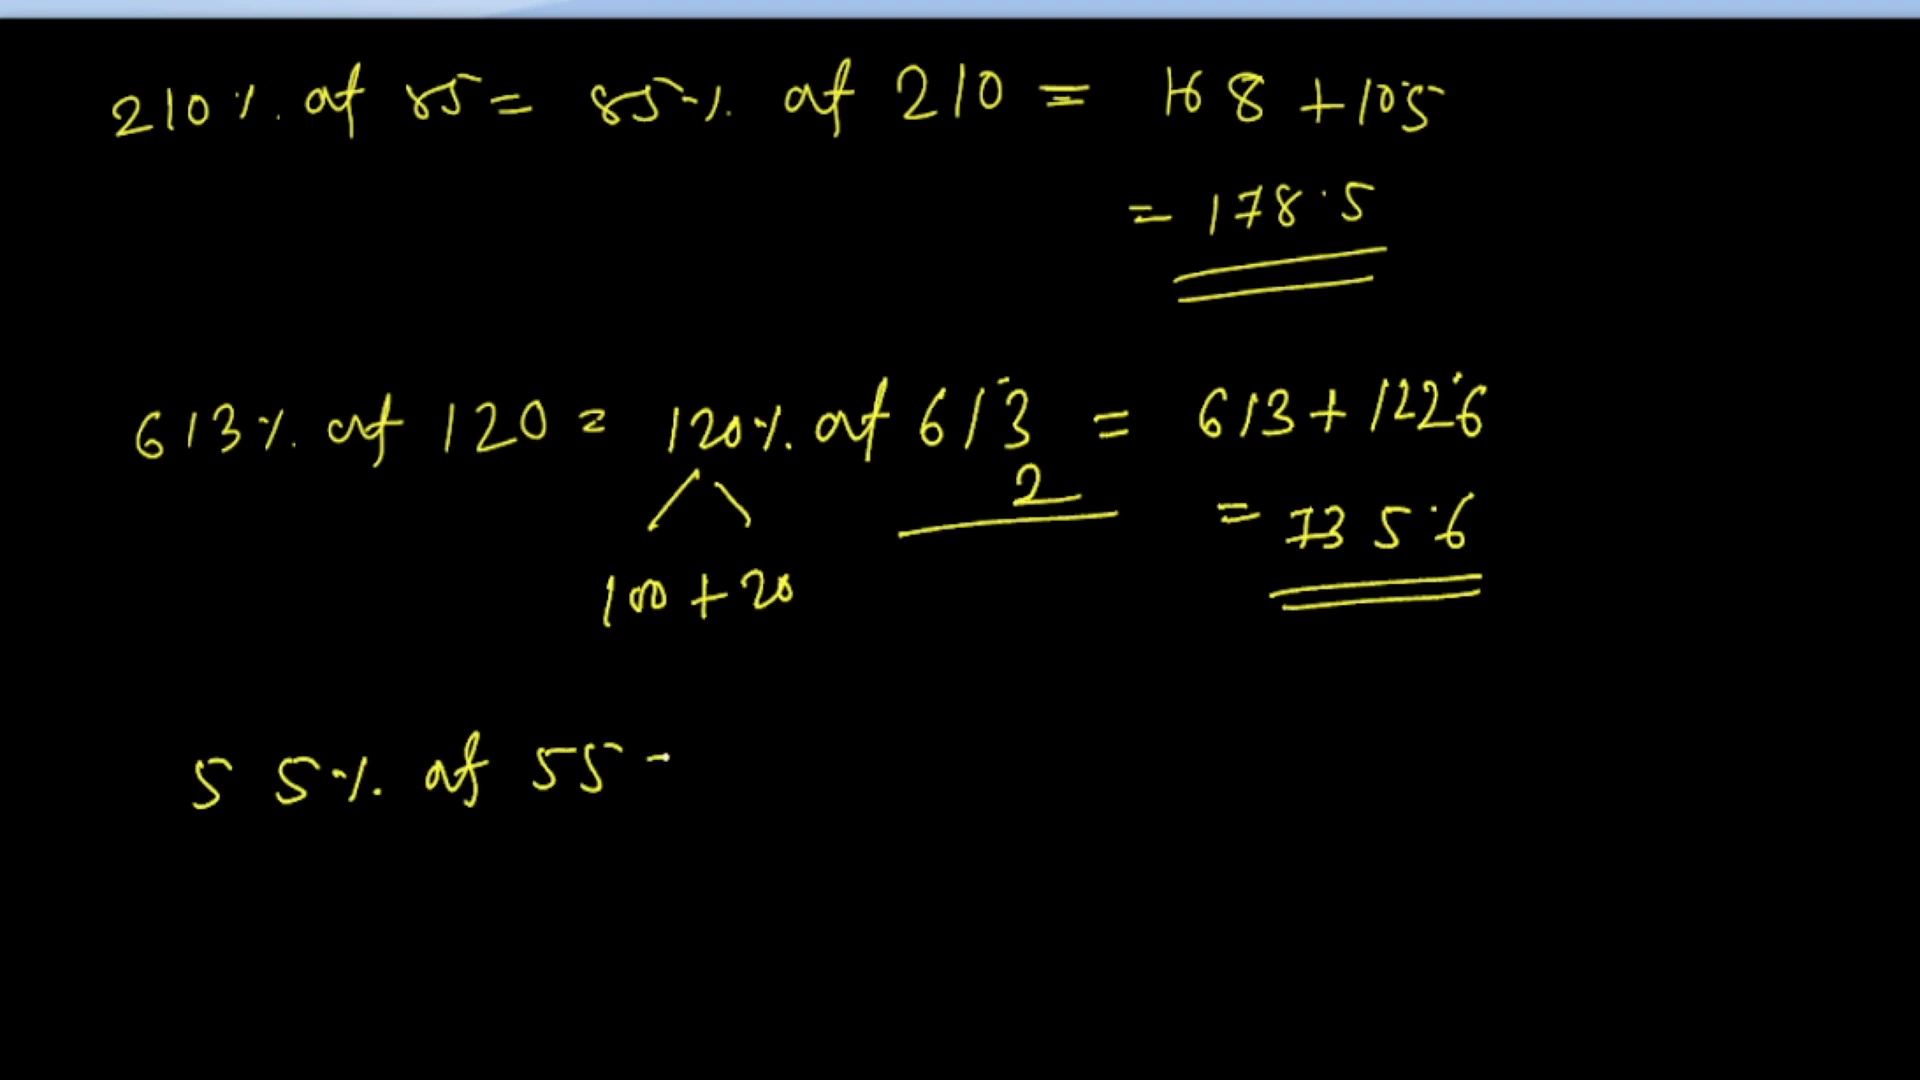 210% of 85 = 85% of 210 = 168 + 10.5
= 178.5
613% of 120 = 120% of 613 = 613 + 122.6
2
= 735.6
100 + 20
55% of 55 -